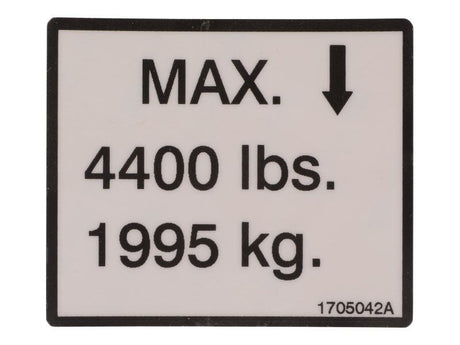 MAX. ↓
4400 lbs.
1995 kg.
1705042A